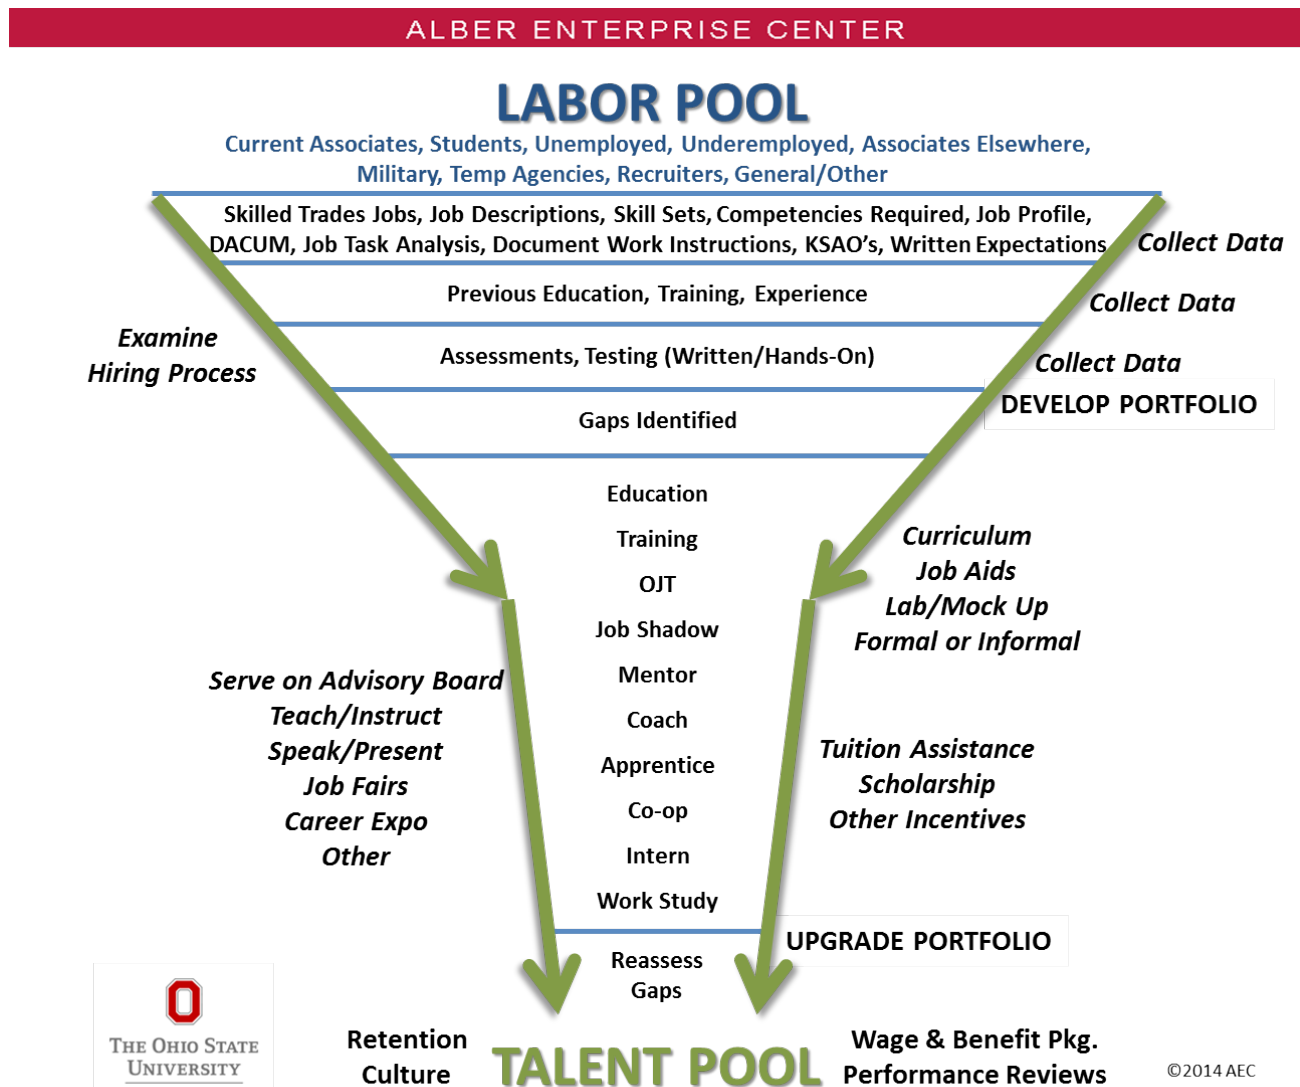 ALBER ENTERPRISE CENTER
LABOR POOL
Current Associates, Students, Unemployed, Underemployed, Associates Elsewhere,
Military, Temp Agencies, Recruiters, General/Other
Skilled Trades Jobs, Job Descriptions, Skill Sets, Competencies Required, Job Profile,
DACUM, Job Task Analysis, Document Work Instructions, KSAO's, Written Expectations
Collect Data
Previous Education, Training, Experience
Collect Data
Examine
Hiring Process
Assessments, Testing (Written/Hands-On)
Collect Data
DEVELOP PORTFOLIO
Gaps Identified
Education
Training
OJT
Job Shadow
Mentor
Coach
Apprentice
Co-op
Intern
Work Study
Curriculum
Job Aids
Lab/Mock Up
Formal or Informal
Serve on Advisory Board
Teach/Instruct
Speak/Present
Job Fairs
Career Expo
Other
Tuition Assistance
Scholarship
Other Incentives
UPGRADE PORTFOLIO
Reassess
Gaps
THE OHIO STATE
UNIVERSITY
Retention
Culture
TALENT POOL
Wage & Benefit Pkg.
Performance Reviews
©2014 AEC